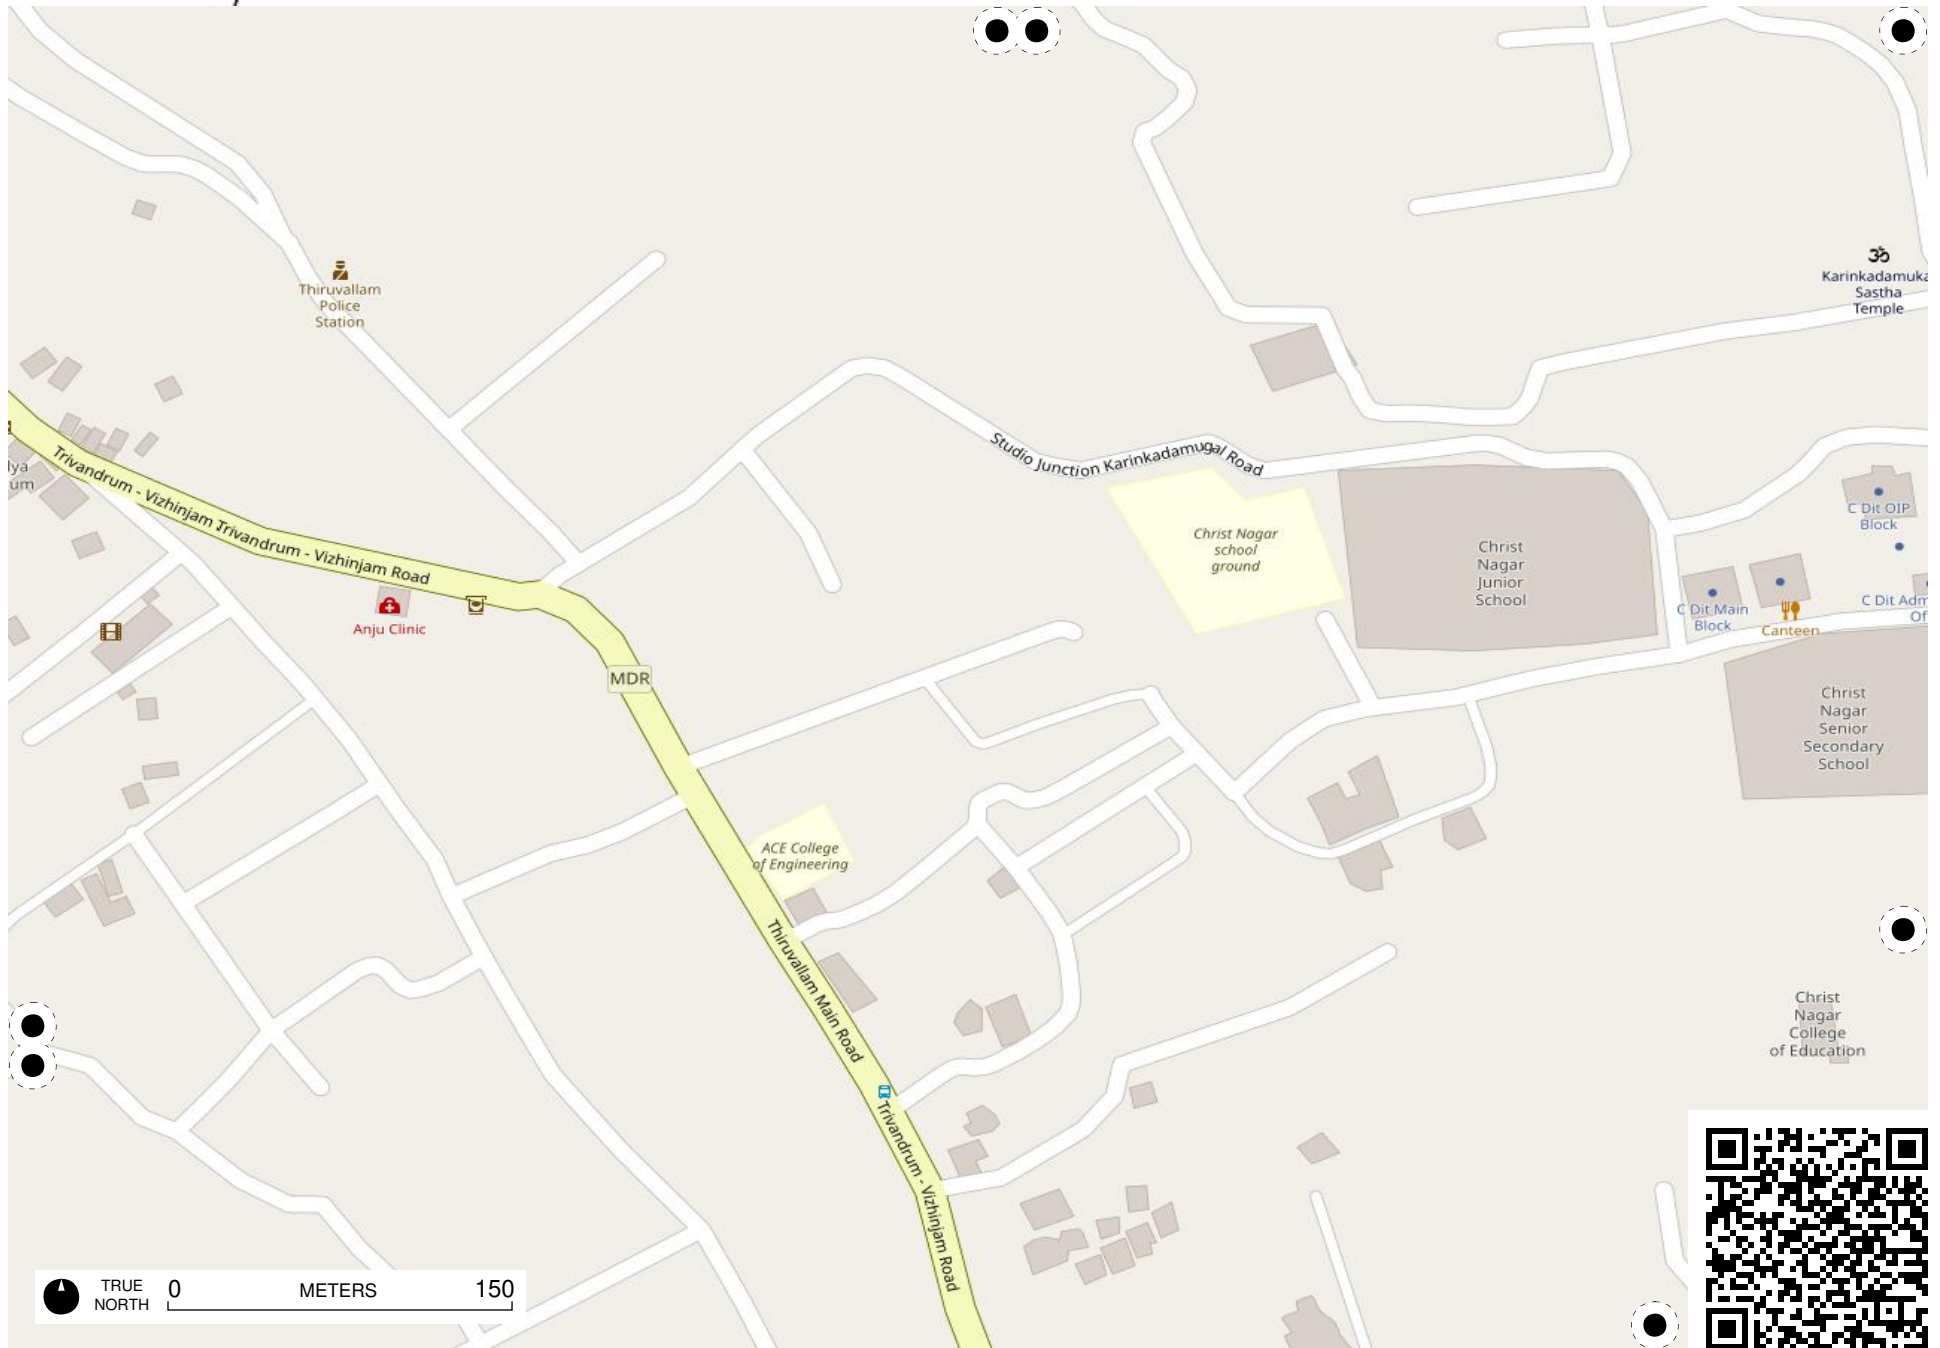 ॐ
Karinkadamuka
Sastha
Temple
Thiruvallam
Police
Station
Studio Junction Karinkadamugal Road
lya
um
Trivandrum - Vizhinjam
Trivandrum - Vizhinjam Road
Christ Nagar
school
ground
Christ
Nagar
Junior
School
C Dit OIP
Block
C Dit Main
Block
Canteen
C Dit Adm
Of
Anju Clinic
MDR
Christ
Nagar
Senior
Secondary
School
ACE College
of Engineering
Thiruvallam Main Road
Christ
Nagar
College
of Education
Trivandrum - Vizhinjam Road
TRUE
NORTH
0 METERS 150